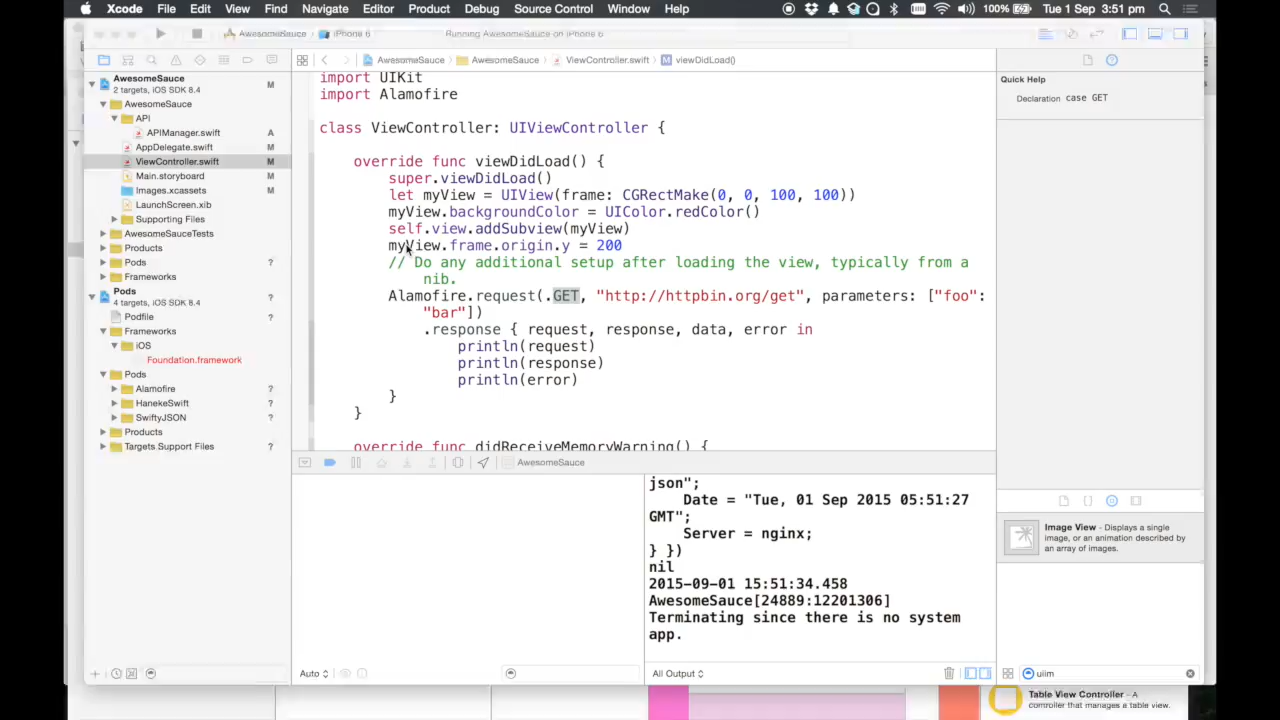 Xcode File Edit View Find Navigate Editor Product Debug Source Control Window Help 100% Tue 1 Sep 3:51 pm
AwesomeSauce iPhone 6 Running AwesomeSauce on iPhone 6
AwesomeSauce AwesomeSauce ViewController.swift M viewDidLoad()
AwesomeSauce M
2 targets, iOS SDK 8.4
AwesomeSauce
API
APIManager.swift A
AppDelegate.swift M
ViewController.swift M
Main.storyboard M
Images.xcassets M
LaunchScreen.xib
Supporting Files
AwesomeSauceTests
Products
Pods ?
Frameworks
Pods ?
4 targets, iOS SDK 8.4
Podfile ?
Frameworks
iOS
Foundation.framework
Pods
Alamofire ?
HanekeSwift ?
SwiftyJSON ?
Products
Targets Support Files ?
import UIKit
import Alamofire
class ViewController: UIViewController {
override func viewDidLoad() {
super.viewDidLoad()
let myView = UIView(frame: CGRectMake(0, 0, 100, 100))
myView.backgroundColor = UIColor.redColor()
self.view.addSubview(myView)
myView.frame.origin.y = 200
// Do any additional setup after loading the view, typically from a
nib.
Alamofire.request(.GET, "http://httpbin.org/get", parameters: ["foo":
"bar"])
.response { request, response, data, error in
println(request)
println(response)
println(error)
}
}
override func didReceiveMemoryWarning() {
AwesomeSauce
json";
Date = "Tue, 01 Sep 2015 05:51:27
GMT";
Server = nginx;
} })
nil
2015-09-01 15:51:34.458
AwesomeSauce[24889:12201306]
Terminating since there is no system
app.
Auto
All Output
Quick Help
Declaration case GET
Image View - Displays a single
image, or an animation described by
an array of images.
uiim
Table View Controller - A
controller that manages a table view.